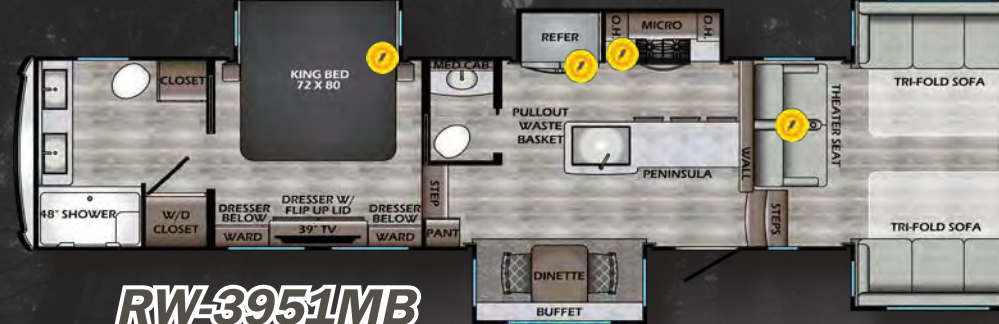 REFER
O.H.
MICRO
O.H.
CLOSET
KING BED
72 X 80
MED CAB
TRI-FOLD SOFA
PULLOUT
WASTE
BASKET
THEATER SEAT
WALL
PENINSULA
STEP
48" SHOWER
W/D
CLOSET
DRESSER
BELOW
WARD
DRESSER W/
FLIP UP LID
39" TV
DRESSER
BELOW
WARD
PANT
STEPS
TRI-FOLD SOFA
DINETTE
BUFFET
RW-3951MB